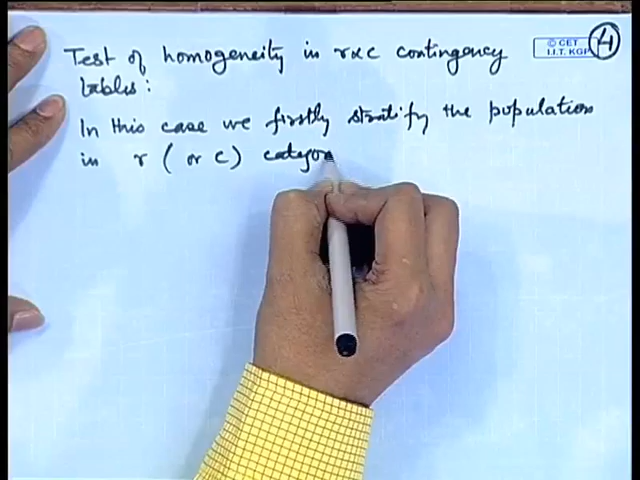 Test of homogeneity in r×c contingency
tables:
In this case we firstly stratify the population
in r (or c) catego
© CET
I.I.T. KGP
4